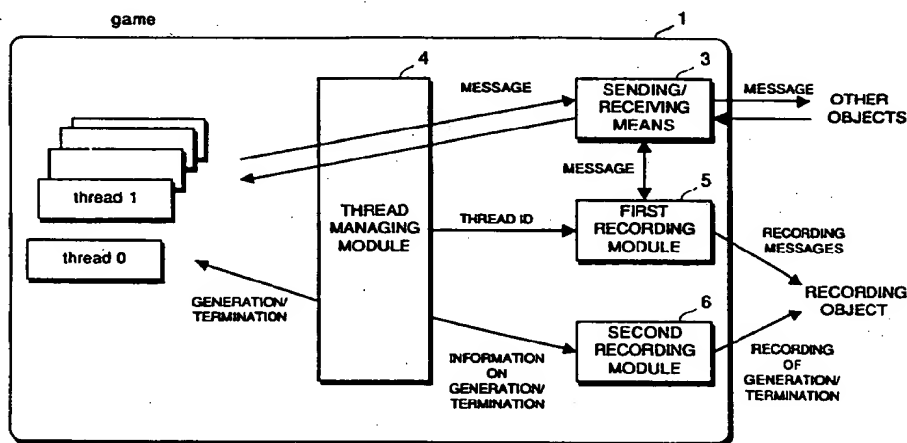 game
1
4
3
MESSAGE
SENDING/
RECEIVING
MEANS
MESSAGE
OTHER
OBJECTS
MESSAGE
5
thread 1
THREAD
MANAGING
MODULE
THREAD ID
FIRST
RECORDING
MODULE
RECORDING
MESSAGES
thread 0
GENERATION/
TERMINATION
RECORDING
OBJECT
6
INFORMATION
ON
GENERATION/
TERMINATION
SECOND
RECORDING
MODULE
RECORDING
OF
GENERATION/
TERMINATION